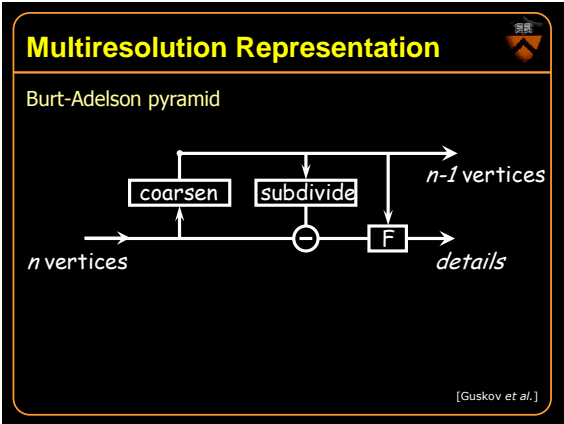 Multiresolution Representation
Burt-Adelson pyramid
n-1 vertices
coarsen
subdivide
F
n vertices
details
[Guskov et al.]